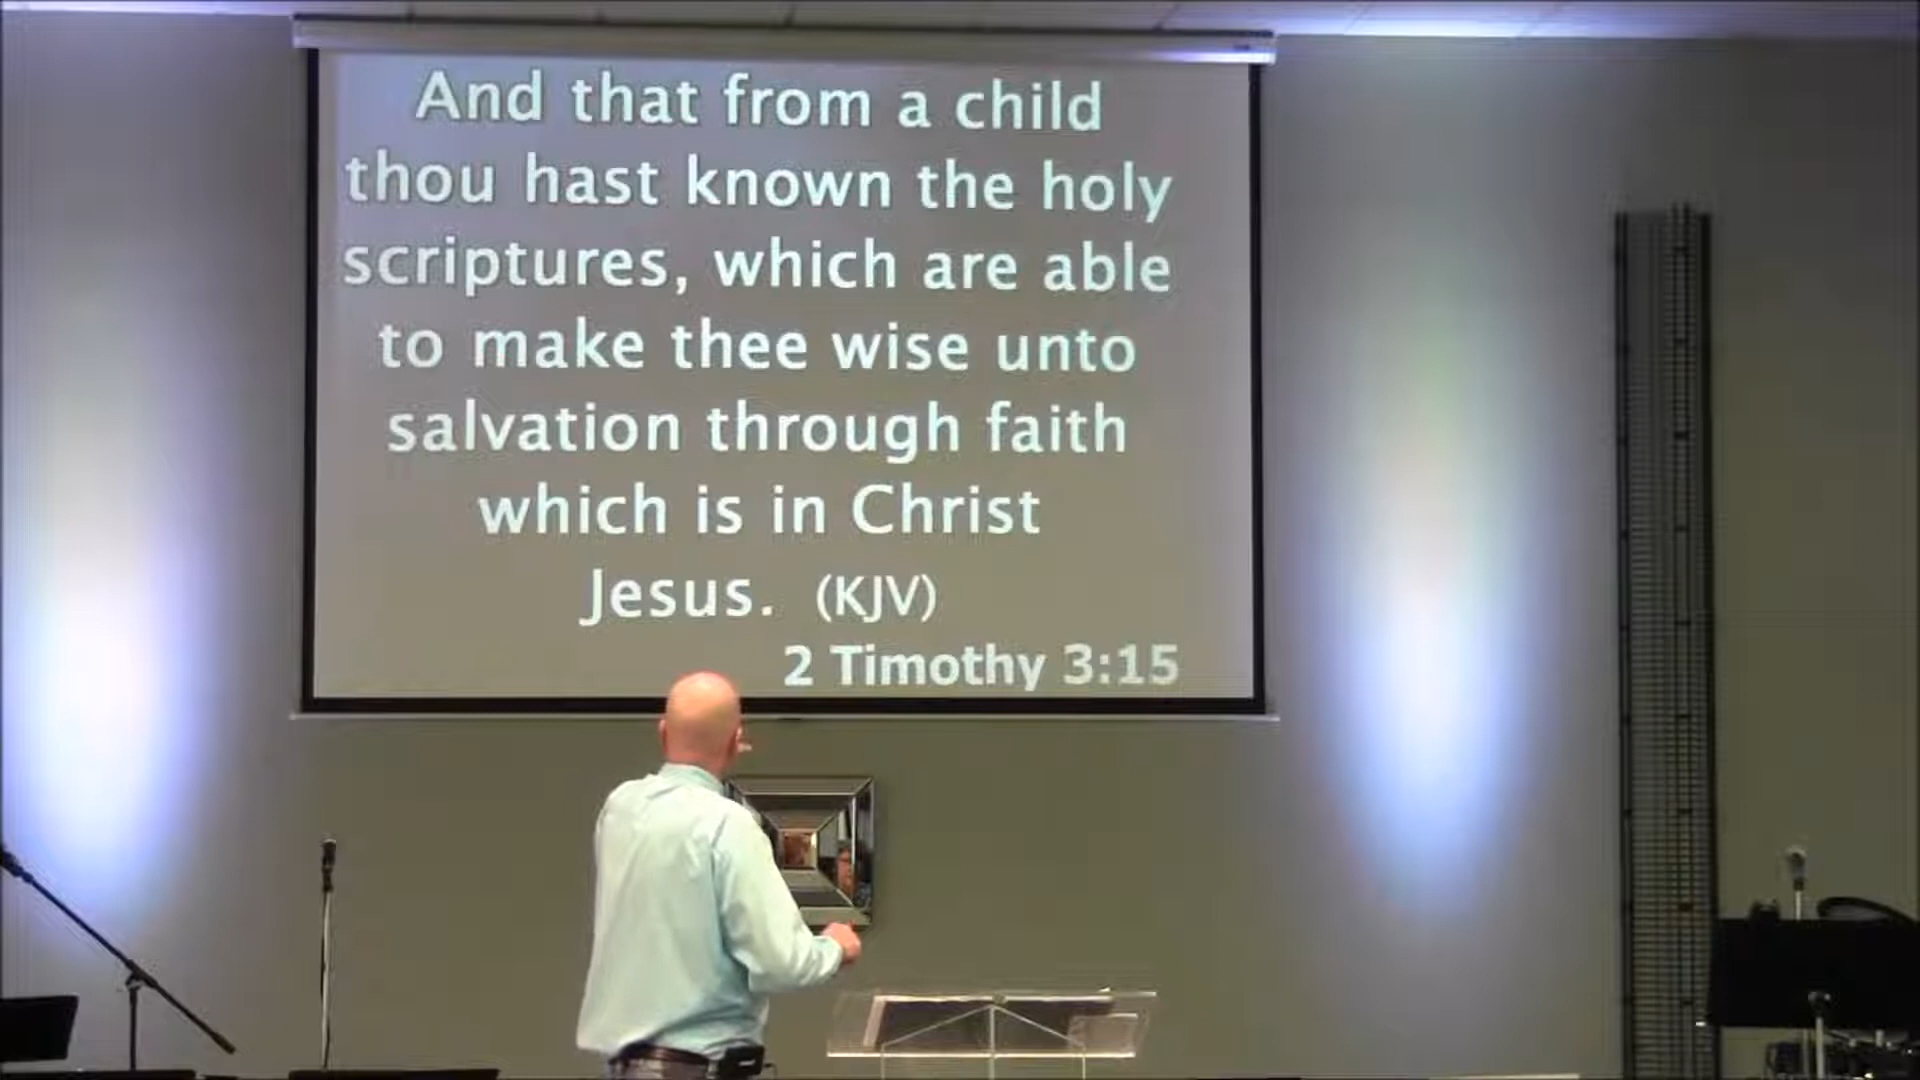 And that from a child
thou hast known the holy
scriptures, which are able
to make thee wise unto
salvation through faith
which is in Christ
Jesus. (KJV)
2 Timothy 3:15